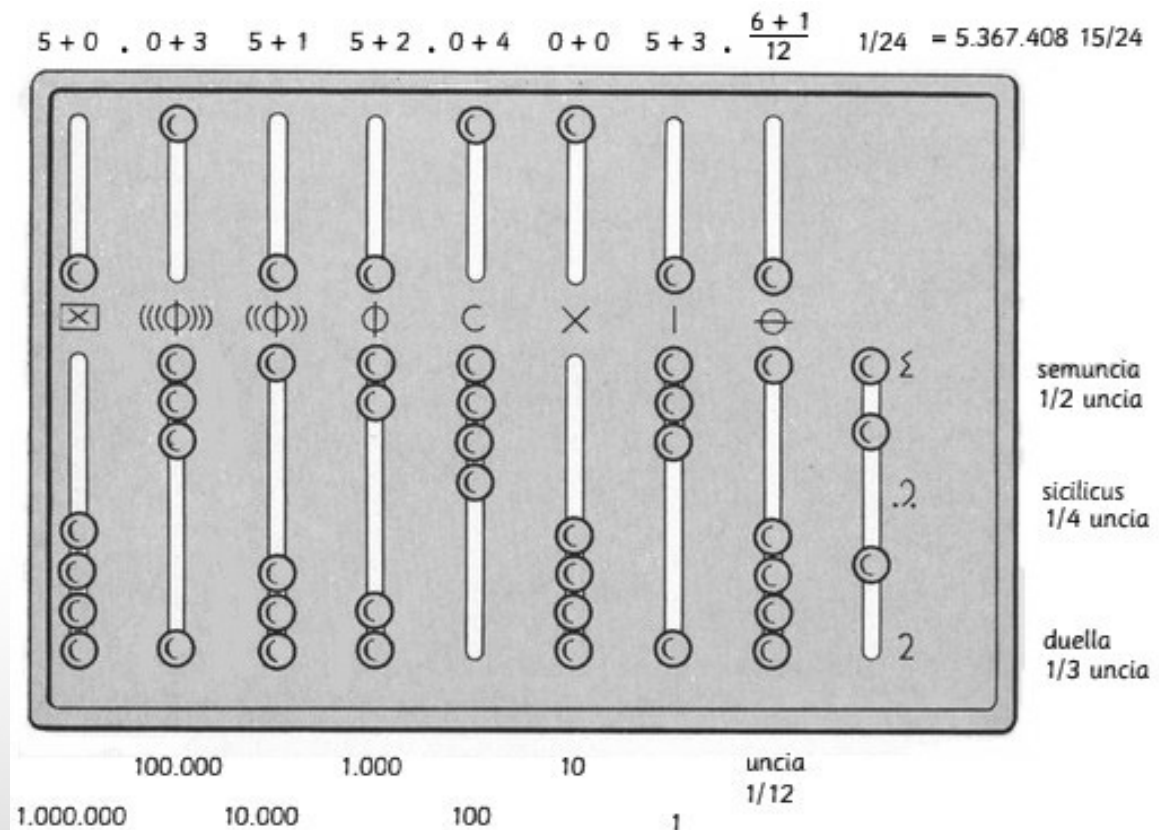 5 + 0 . 0 + 3 5 + 1 5 + 2 . 0 + 4 0 + 0 5 + 3 . 6 + 1 / 12 1/24 = 5.367.408 15/24
X (((Φ))) ((Φ)) Φ C X I Ɵ
semuncia
1/2 uncia
sicilicus
1/4 uncia
2
duella
1/3 uncia
100.000 1.000 10 uncia
1/12
1.000.000 10.000 100 1